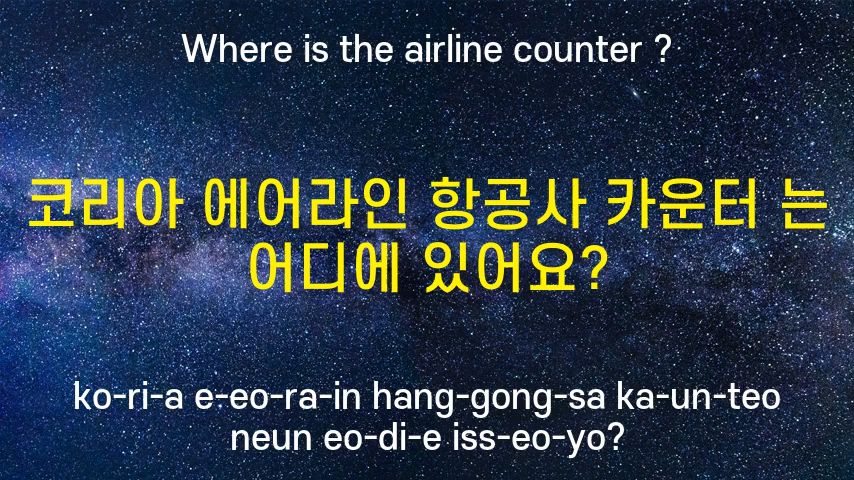 Where is the airline counter ?
코리아 에어라인 항공사 카운터 는
어디에 있어요?
ko-ri-a e-eo-ra-in hang-gong-sa ka-un-teo
neun eo-di-e iss-eo-yo?